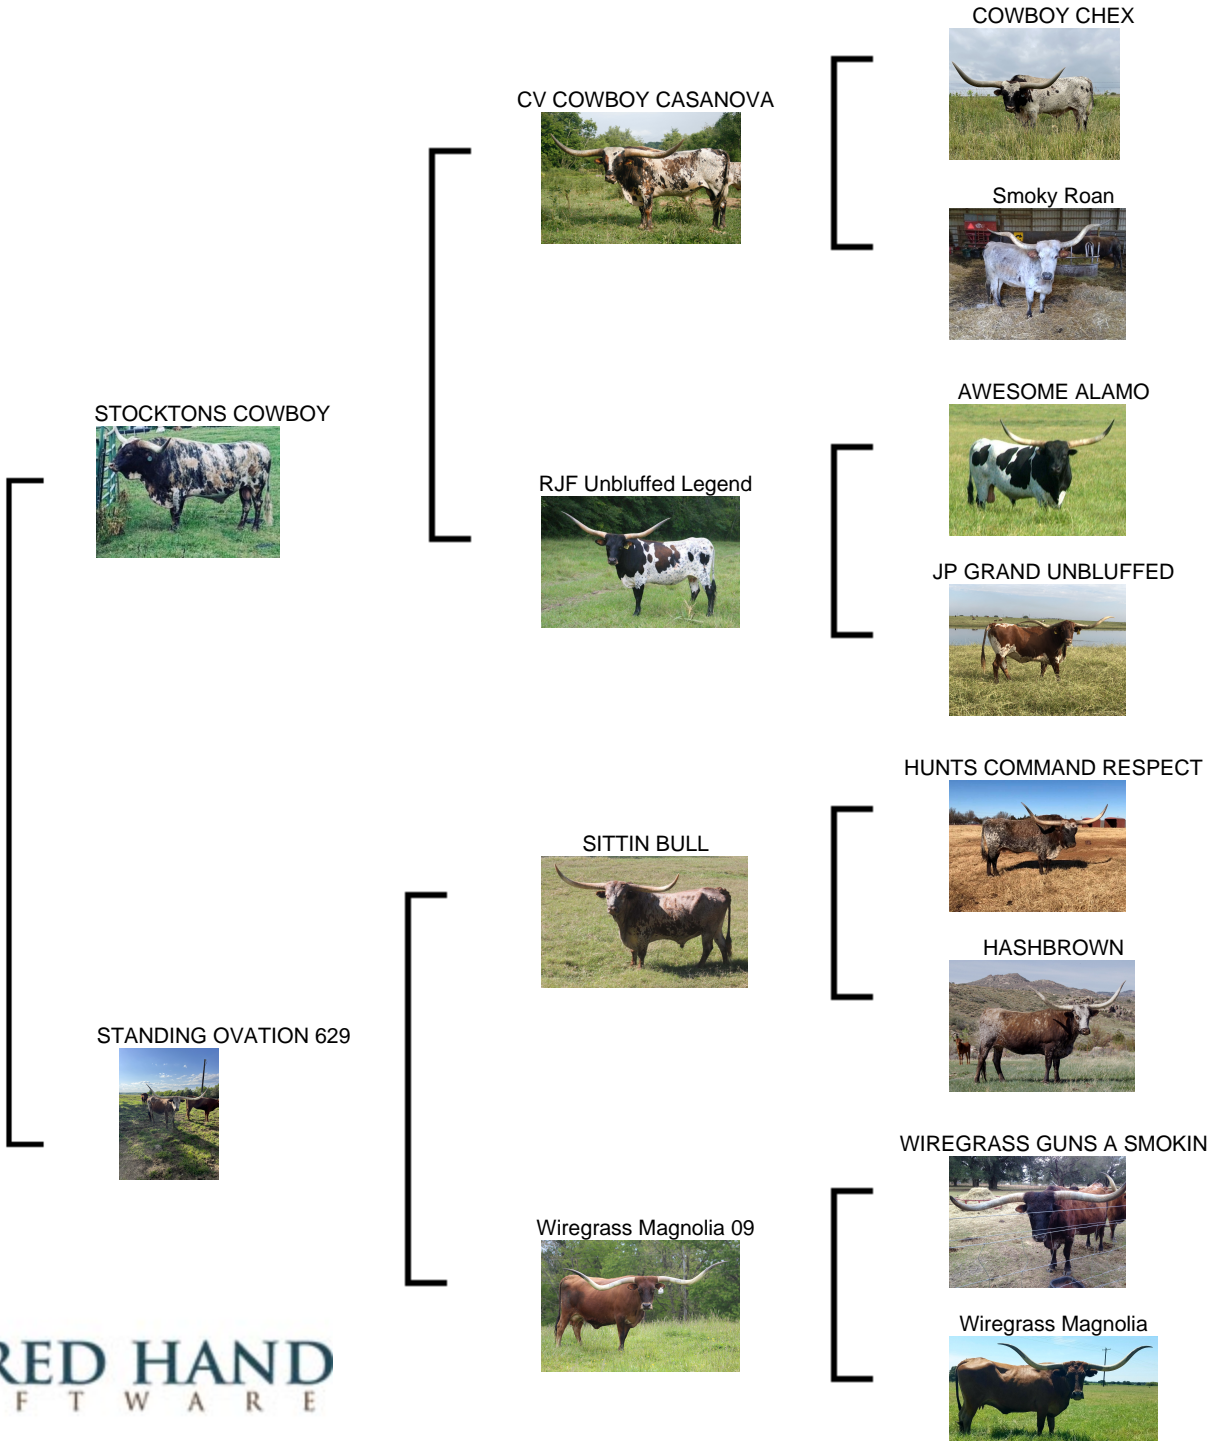 COWBOY CHEX
CV COWBOY CASANOVA
Smoky Roan
AWESOME ALAMO
STOCKTONS COWBOY
RJF Unbluffed Legend
JP GRAND UNBLUFFED
HUNTS COMMAND RESPECT
SITTIN BULL
HASHBROWN
STANDING OVATION 629
WIREGRASS GUNS A SMOKIN
Wiregrass Magnolia 09
Wiregrass Magnolia
RED HAND
FTWARE